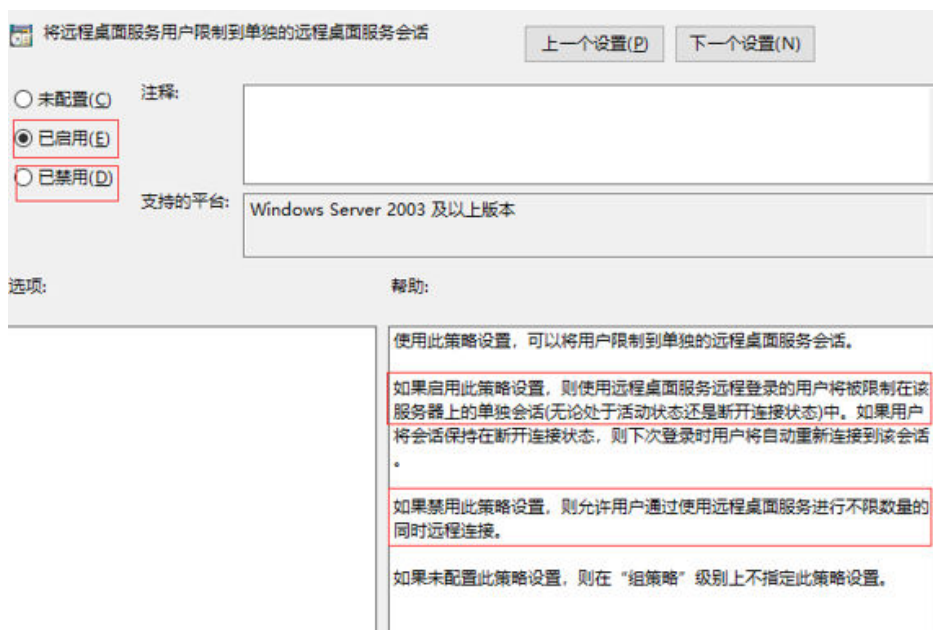 将远程桌面服务用户限制到单独的远程桌面服务会话
上一个设置(P)
下一个设置(N)
未配置(C)
注释:
已启用(E)
已禁用(D)
支持的平台:
Windows Server 2003 及以上版本
选项:
帮助:
使用此策略设置，可以将用户限制到单独的远程桌面服务会话。
如果启用此策略设置，则使用远程桌面服务远程登录的用户将被限制在该
服务器上的单独会话(无论处于活动状态还是断开连接状态)中。如果用户
将会话保持在断开连接状态，则下次登录时用户将自动重新连接到该会话
。
如果禁用此策略设置，则允许用户通过使用远程桌面服务进行不限数量的
同时远程连接。
如果未配置此策略设置，则在“组策略”级别上不指定此策略设置。